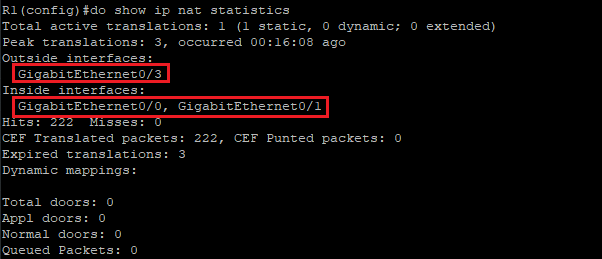 R1(config)#do show ip nat statistics
Total active translations: 1 (1 static, 0 dynamic; 0 extended)
Peak translations: 3, occurred 00:16:08 ago
Outside interfaces:
GigabitEthernet0/3
Inside interfaces:
GigabitEthernet0/0, GigabitEthernet0/1
Hits: 222  Misses: 0
CEF Translated packets: 222, CEF Punted packets: 0
Expired translations: 3
Dynamic mappings:
Total doors: 0
Appl doors: 0
Normal doors: 0
Queued Packets: 0